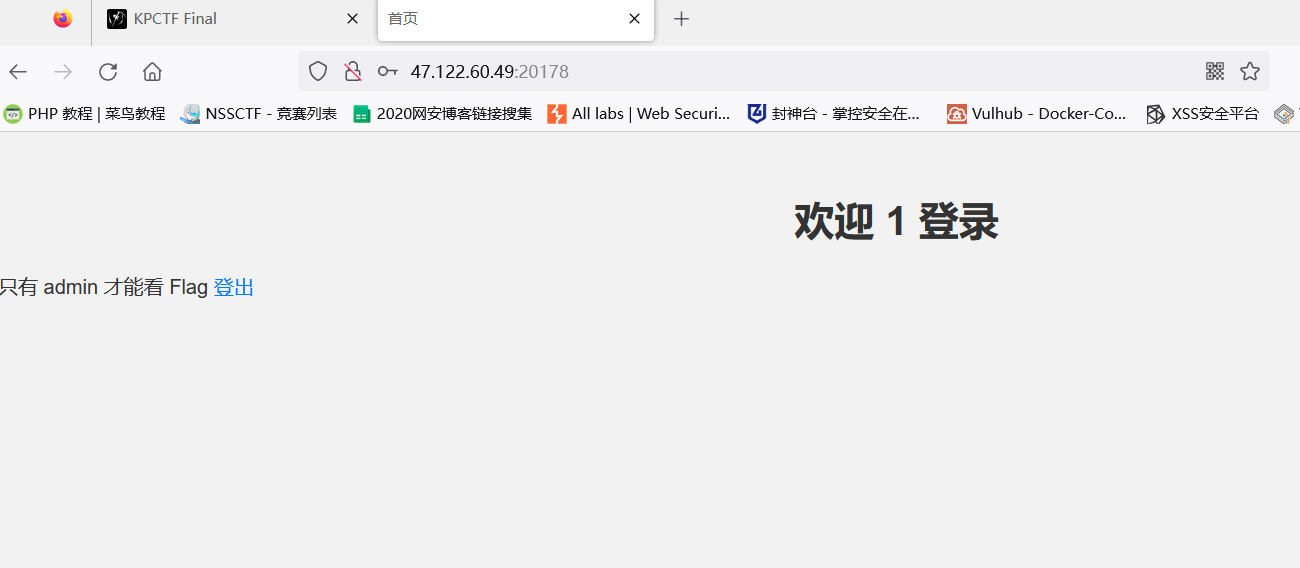 KPCTF Final
首页
47.122.60.49:20178
PHP 教程 | 菜鸟教程
NSSCTF - 竞赛列表
2020网安博客链接搜集
All labs | Web Securi...
封神台 - 掌控安全在...
Vulhub - Docker-Co...
XSS安全平台
欢迎 1 登录
只有 admin 才能看 Flag 登出